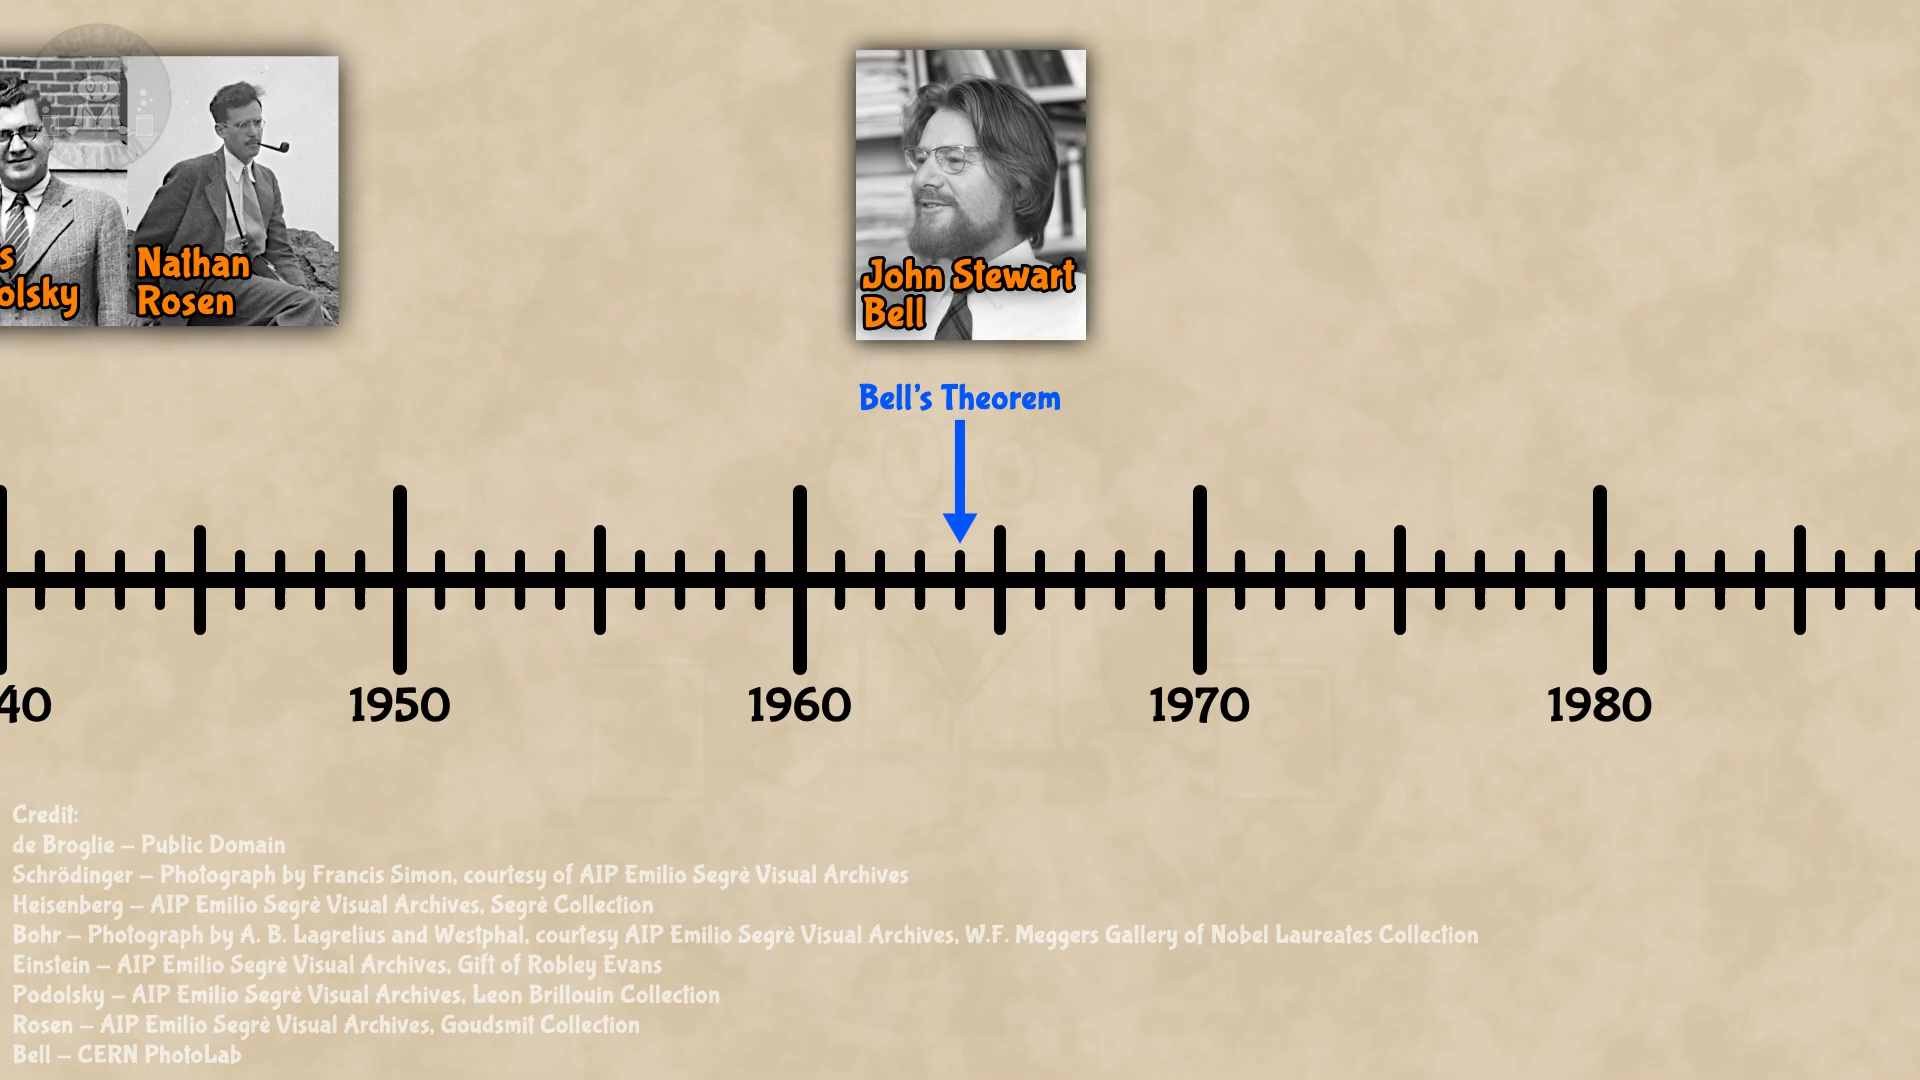 SCIENCE
s
olsky
Nathan
Rosen
John Stewart
Bell
Bell's Theorem
40
1950
1960
1970
1980
Credit:
de Broglie – Public Domain
Schrödinger – Photograph by Francis Simon, courtesy of AIP Emilio Segrè Visual Archives
Heisenberg – AIP Emilio Segrè Visual Archives, Segrè Collection
Bohr – Photograph by A. B. Lagrelius and Westphal, courtesy AIP Emilio Segrè Visual Archives, W.F. Meggers Gallery of Nobel Laureates Collection
Einstein – AIP Emilio Segrè Visual Archives, Gift of Robley Evans
Podolsky – AIP Emilio Segrè Visual Archives, Leon Brillouin Collection
Rosen – AIP Emilio Segrè Visual Archives, Goudsmit Collection
Bell – CERN PhotoLab